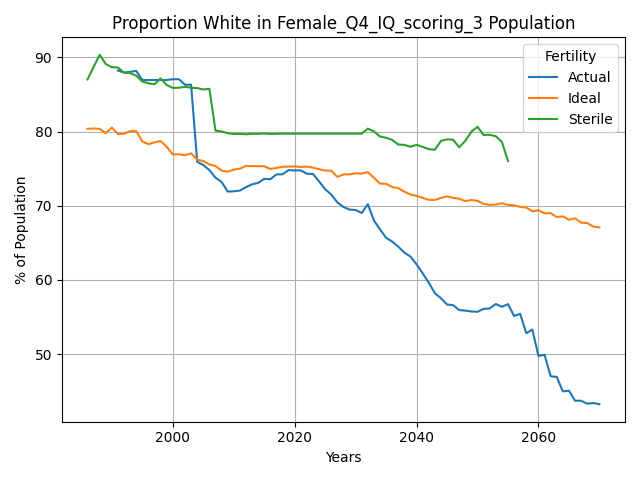 Proportion White in Female_Q4_IQ_scoring_3 Population
Fertility
Actual
Ideal
Sterile
% of Population
90
80
70
60
50
2000
2020
2040
2060
Years